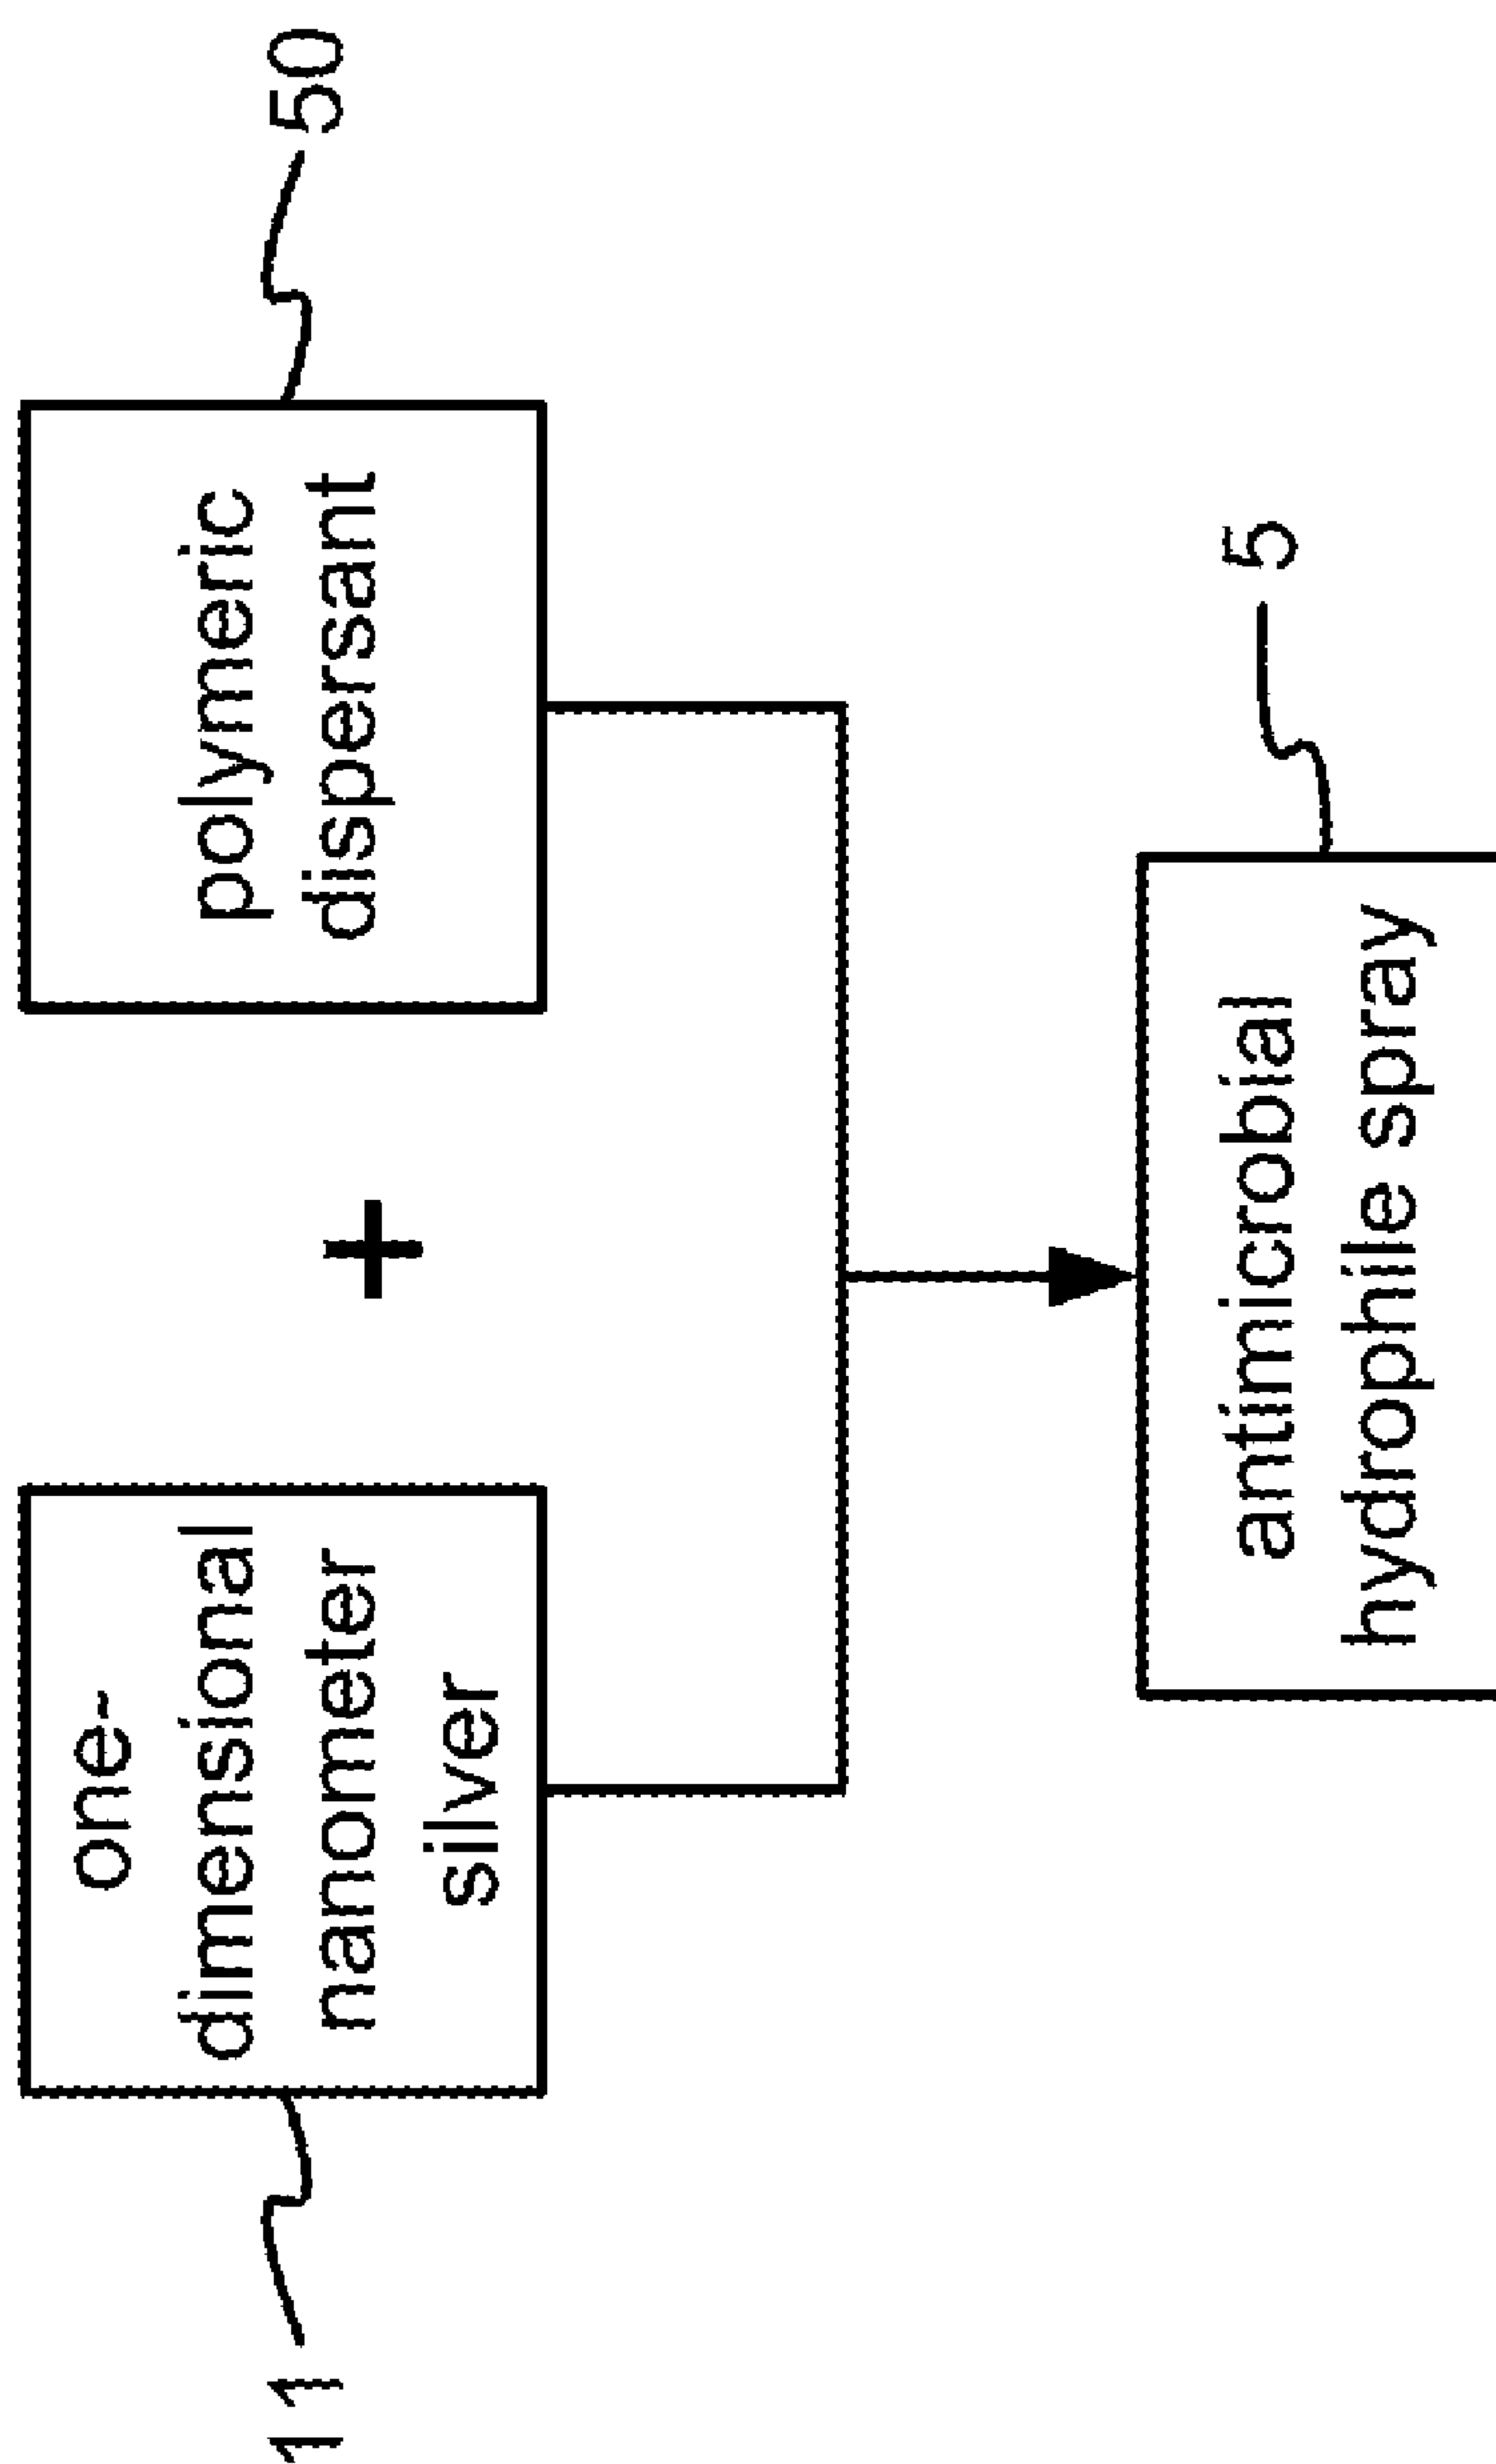 11
one-
dimensional
nanometer
silver
+
polymeric
dispersant
50
antimicrobial
hydrophile spray
5